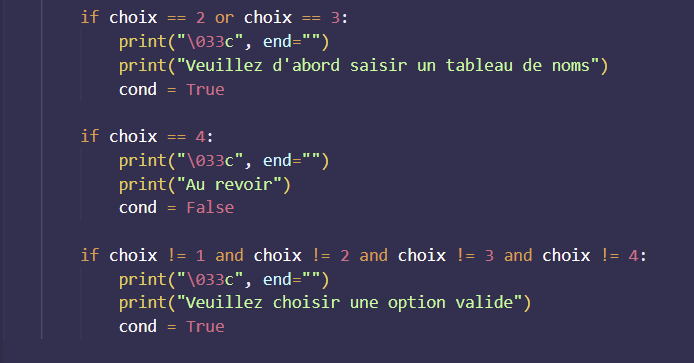 if choix == 2 or choix == 3:
print("\033c", end="")
print("Veuillez d'abord saisir un tableau de noms")
cond = True
if choix == 4:
print("\033c", end="")
print("Au revoir")
cond = False
if choix != 1 and choix != 2 and choix != 3 and choix != 4:
print("\033c", end="")
print("Veuillez choisir une option valide")
cond = True